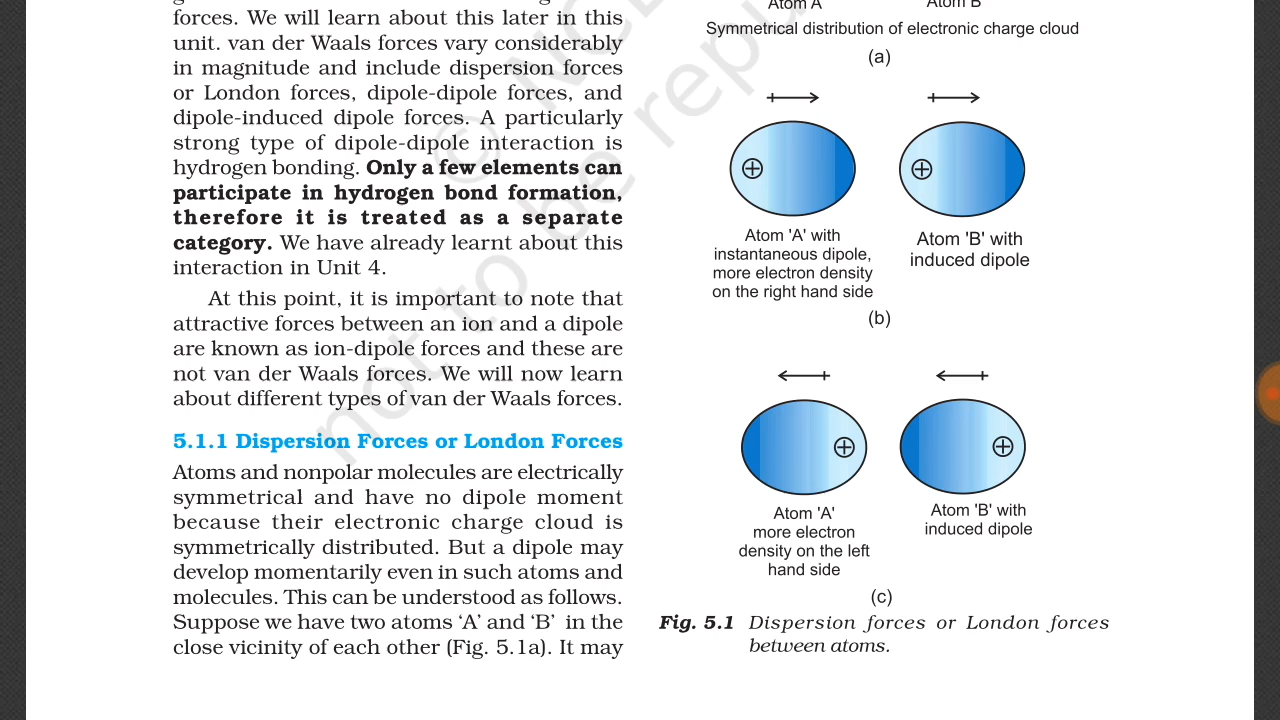 forces. We will learn about this later in this
unit. van der Waals forces vary considerably
in magnitude and include dispersion forces
or London forces, dipole-dipole forces, and
dipole-induced dipole forces. A particularly
strong type of dipole-dipole interaction is
hydrogen bonding. Only a few elements can
participate in hydrogen bond formation,
therefore it is treated as a separate
category. We have already learnt about this
interaction in Unit 4.
At this point, it is important to note that
attractive forces between an ion and a dipole
are known as ion-dipole forces and these are
not van der Waals forces. We will now learn
about different types of van der Waals forces.
5.1.1 Dispersion Forces or London Forces
Atoms and nonpolar molecules are electrically
symmetrical and have no dipole moment
because their electronic charge cloud is
symmetrically distributed. But a dipole may
develop momentarily even in such atoms and
molecules. This can be understood as follows.
Suppose we have two atoms ‘A’ and ‘B’ in the
close vicinity of each other (Fig. 5.1a). It may
Atom 'A' Atom 'B'
Symmetrical distribution of electronic charge cloud
(a)
Atom 'A' with
instantaneous dipole,
more electron density
on the right hand side
Atom 'B' with
induced dipole
(b)
Atom 'A'
more electron
density on the left
hand side
Atom 'B' with
induced dipole
(c)
Fig. 5.1 Dispersion forces or London forces
between atoms.
not to be repu